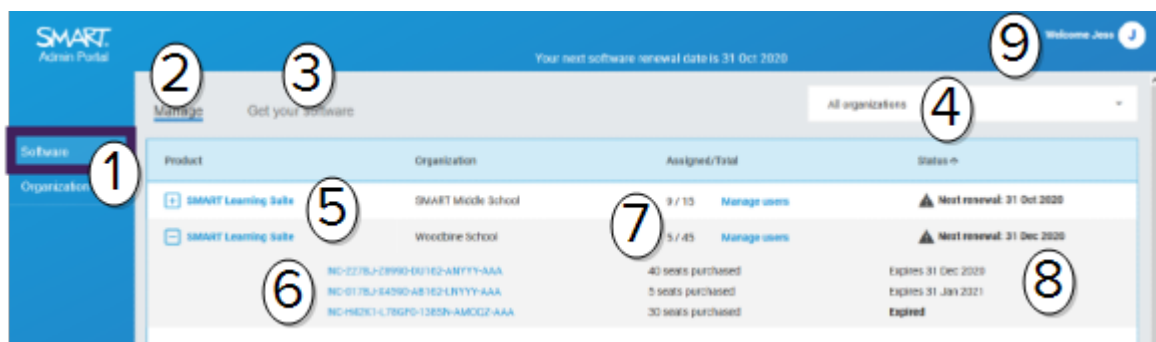 SMART.
Admin Portal
Your next software renewal date is 31 Oct 2020
9
Welcome Jess J
2
3
Manage
Get your software
All organizations
4
Software
1
Organization
Product
Organization
Assigned/Total
Status
SMART Learning Suite
5
SMART Middle School
9 / 15
Manage users
Next renewal: 31 Oct 2020
SMART Learning Suite
Woodbine School
7
5 / 45
Manage users
Next renewal: 31 Dec 2020
6
40 seats purchased
Expires 31 Dec 2020
8
5 seats purchased
Expires 31 Jan 2021
30 seats purchased
Expired